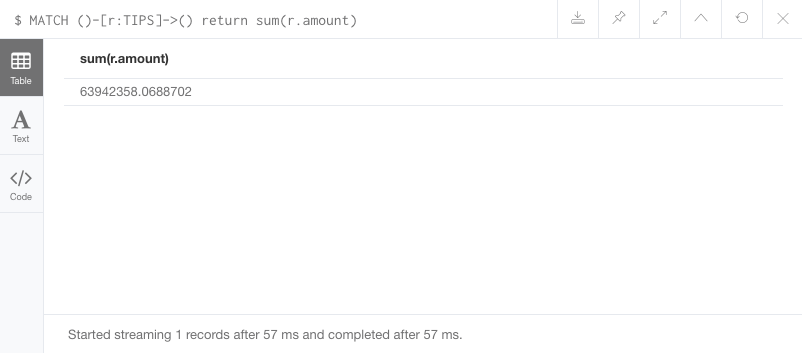 $ MATCH ()-[r:TIPS]->() return sum(r.amount)
Table
Text
Code
sum(r.amount)
63942358.0688702
Started streaming 1 records after 57 ms and completed after 57 ms.